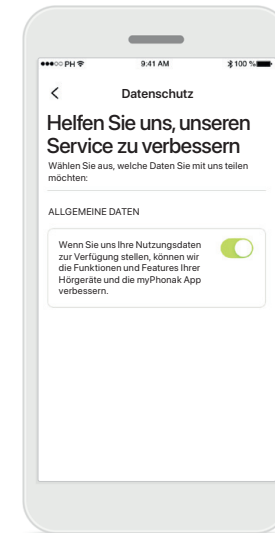 ●●●○○ PH 9:41 AM 100 %
Datenschutz
Helfen Sie uns, unseren
Service zu verbessern
Wählen Sie aus, welche Daten Sie mit uns teilen
möchten:
ALLGEMEINE DATEN
Wenn Sie uns Ihre Nutzungsdaten
zur Verfügung stellen, können wir
die Funktionen und Features Ihrer
Hörgeräte und die myPhonak App
verbessern.